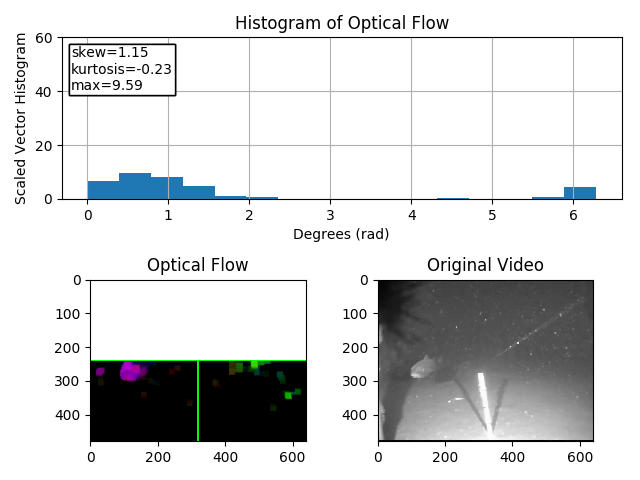 Histogram of Optical Flow
Scaled Vector Histogram
60
40
20
0
skew=1.15
kurtosis=-0.23
max=9.59
0 1 2 3 4 5 6
Degrees (rad)
Optical Flow
0
100
200
300
400
0 200 400 600
Original Video
0
100
200
300
400
0 200 400 600